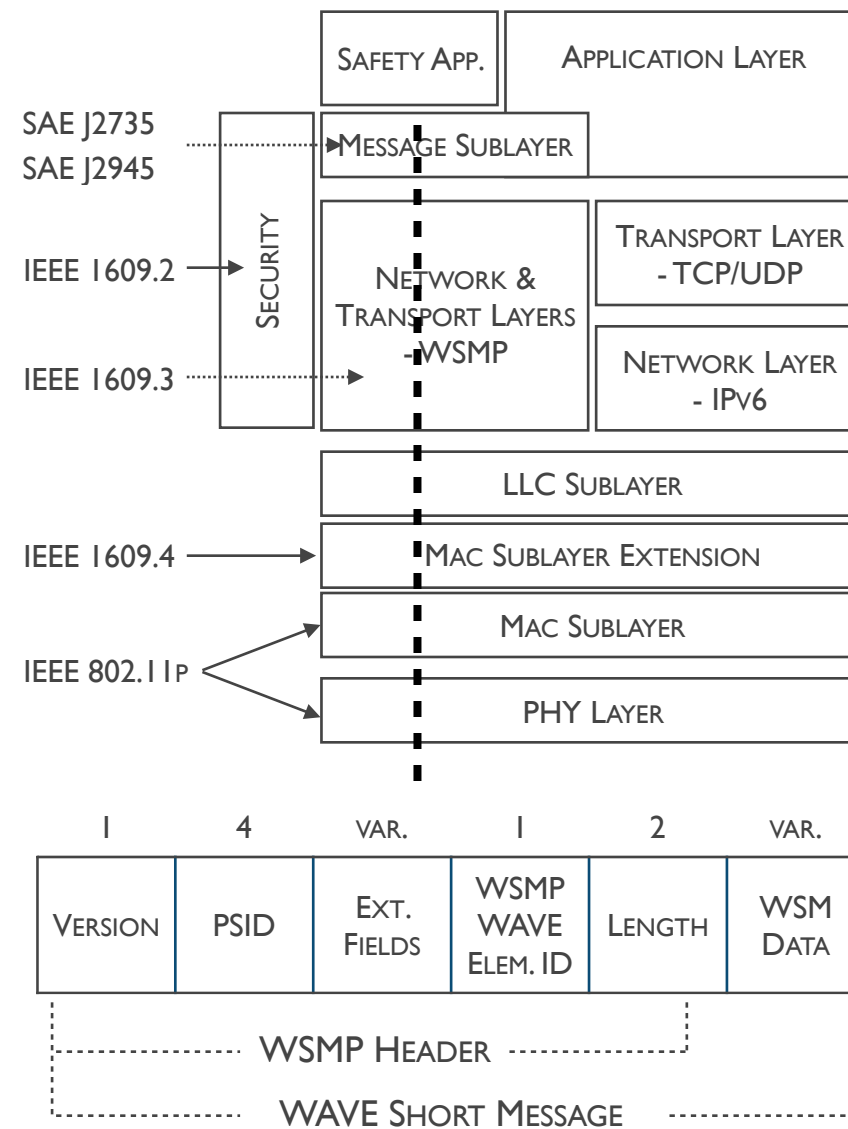 Safety App.
Application Layer
SAE J2735
SAE J2945
Message Sublayer
Security
IEEE 1609.2
Network &
Transport Layers
- WSMP
Transport Layer
- TCP/UDP
IEEE 1609.3
Network Layer
- IPv6
LLC Sublayer
IEEE 1609.4
Mac Sublayer Extension
Mac Sublayer
IEEE 802.11p
PHY Layer
1 4 var. 1 2 var.
Version
PSID
Ext.
Fields
WSMP
WAVE
Elem. ID
Length
WSM
Data
WSMP Header
WAVE Short Message